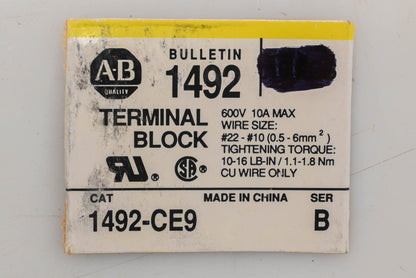 A-B
QUALITY
BULLETIN
1492
TERMINAL
BLOCK
600V 10A MAX
WIRE SIZE:
#22 - #10 (0.5 - 6mm²)
TIGHTENING TORQUE:
10-16 LB-IN / 1.1-1.8 Nm
CU WIRE ONLY
CAT
MADE IN CHINA
SER
1492-CE9
B